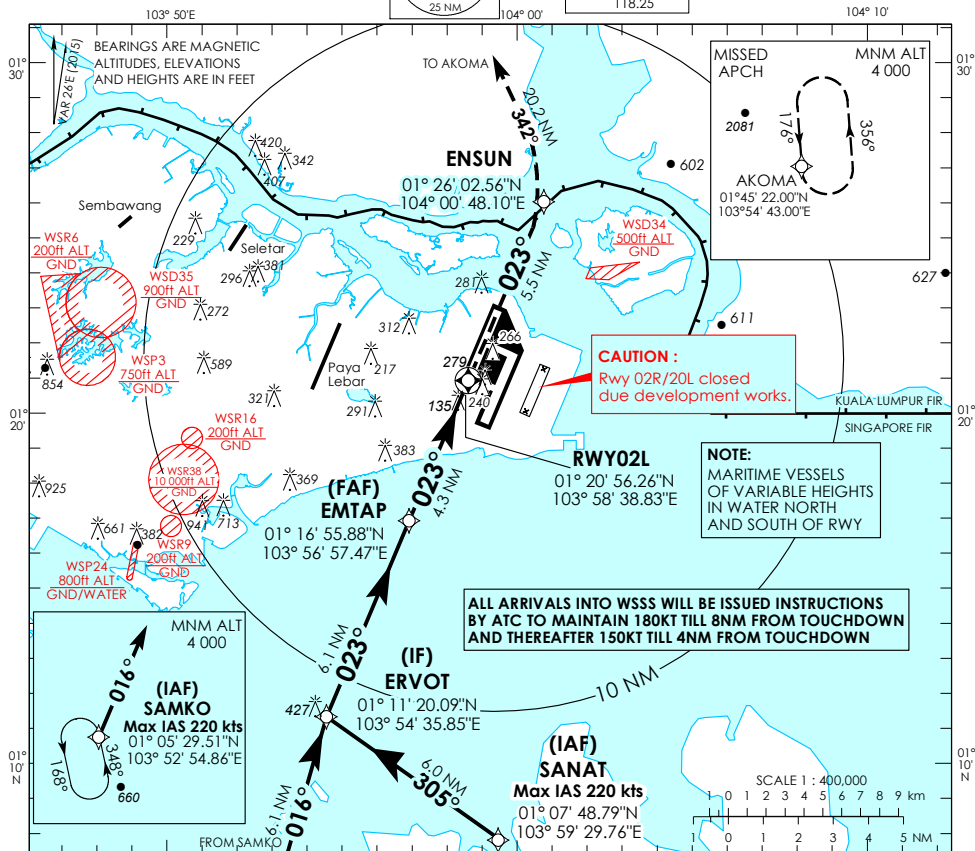 25 NM
118.25
103° 50'E
104° 00'
104° 10'
01°
30'
01°
30'
VAR 26'E (2015)
BEARINGS ARE MAGNETIC
ALTITUDES, ELEVATIONS
AND HEIGHTS ARE IN FEET
TO AKOMA
20.2 NM
342°
MISSED
APCH
MNM ALT
4 000
2081
176°
356°
AKOMA
01°45' 22.00"N
103°54' 43.00"E
420
342
407
ENSUN
01° 26' 02.56"N
104° 00' 48.10"E
602
Sembawang
229
Seletar
WSR6
200ft ALT
GND
WSD35
900ft ALT
GND
296
381
281
023°
5.5 NM
WSD34
500ft ALT
GND
627
272
312
266
611
854
WSP3
750ft ALT
GND
589
Paya
Lebar
217
279
CAUTION :
Rwy 02R/20L closed
due development works.
321
291
135
240
KUALA LUMPUR FIR
SINGAPORE FIR
01°
20'
01°
20'
WSR16
200ft ALT
GND
383
RWY02L
01° 20' 56.26"N
103° 58' 38.83"E
NOTE:
MARITIME VESSELS
OF VARIABLE HEIGHTS
IN WATER NORTH
AND SOUTH OF RWY
925
WSR38
10 000ft ALT
GND
369
023°
4.3 NM
(FAF)
EMTAP
01° 16' 55.88"N
103° 56' 57.47"E
661
382
941
713
WSR9
200ft ALT
GND
WSP24
800ft ALT
GND/WATER
ALL ARRIVALS INTO WSSS WILL BE ISSUED INSTRUCTIONS
BY ATC TO MAINTAIN 180KT TILL 8NM FROM TOUCHDOWN
AND THEREAFTER 150KT TILL 4NM FROM TOUCHDOWN
MNM ALT
4 000
016°
(IAF)
SAMKO
Max IAS 220 kts
01° 05' 29.51"N
103° 52' 54.86"E
168°
348°
660
6.1 NM
023°
(IF)
ERVOT
01° 11' 20.09"N
103° 54' 35.85"E
427
10 NM
01°
10'
N
01°
10'
N
6.0 NM
305°
(IAF)
SANAT
Max IAS 220 kts
01° 07' 48.79"N
103° 59' 29.76"E
6.1 NM
016°
FROM SAMKO
SCALE 1 : 400,000
1 0 1 2 3 4 5 6 7 8 9 km
1 0 1 2 3 4 5 NM